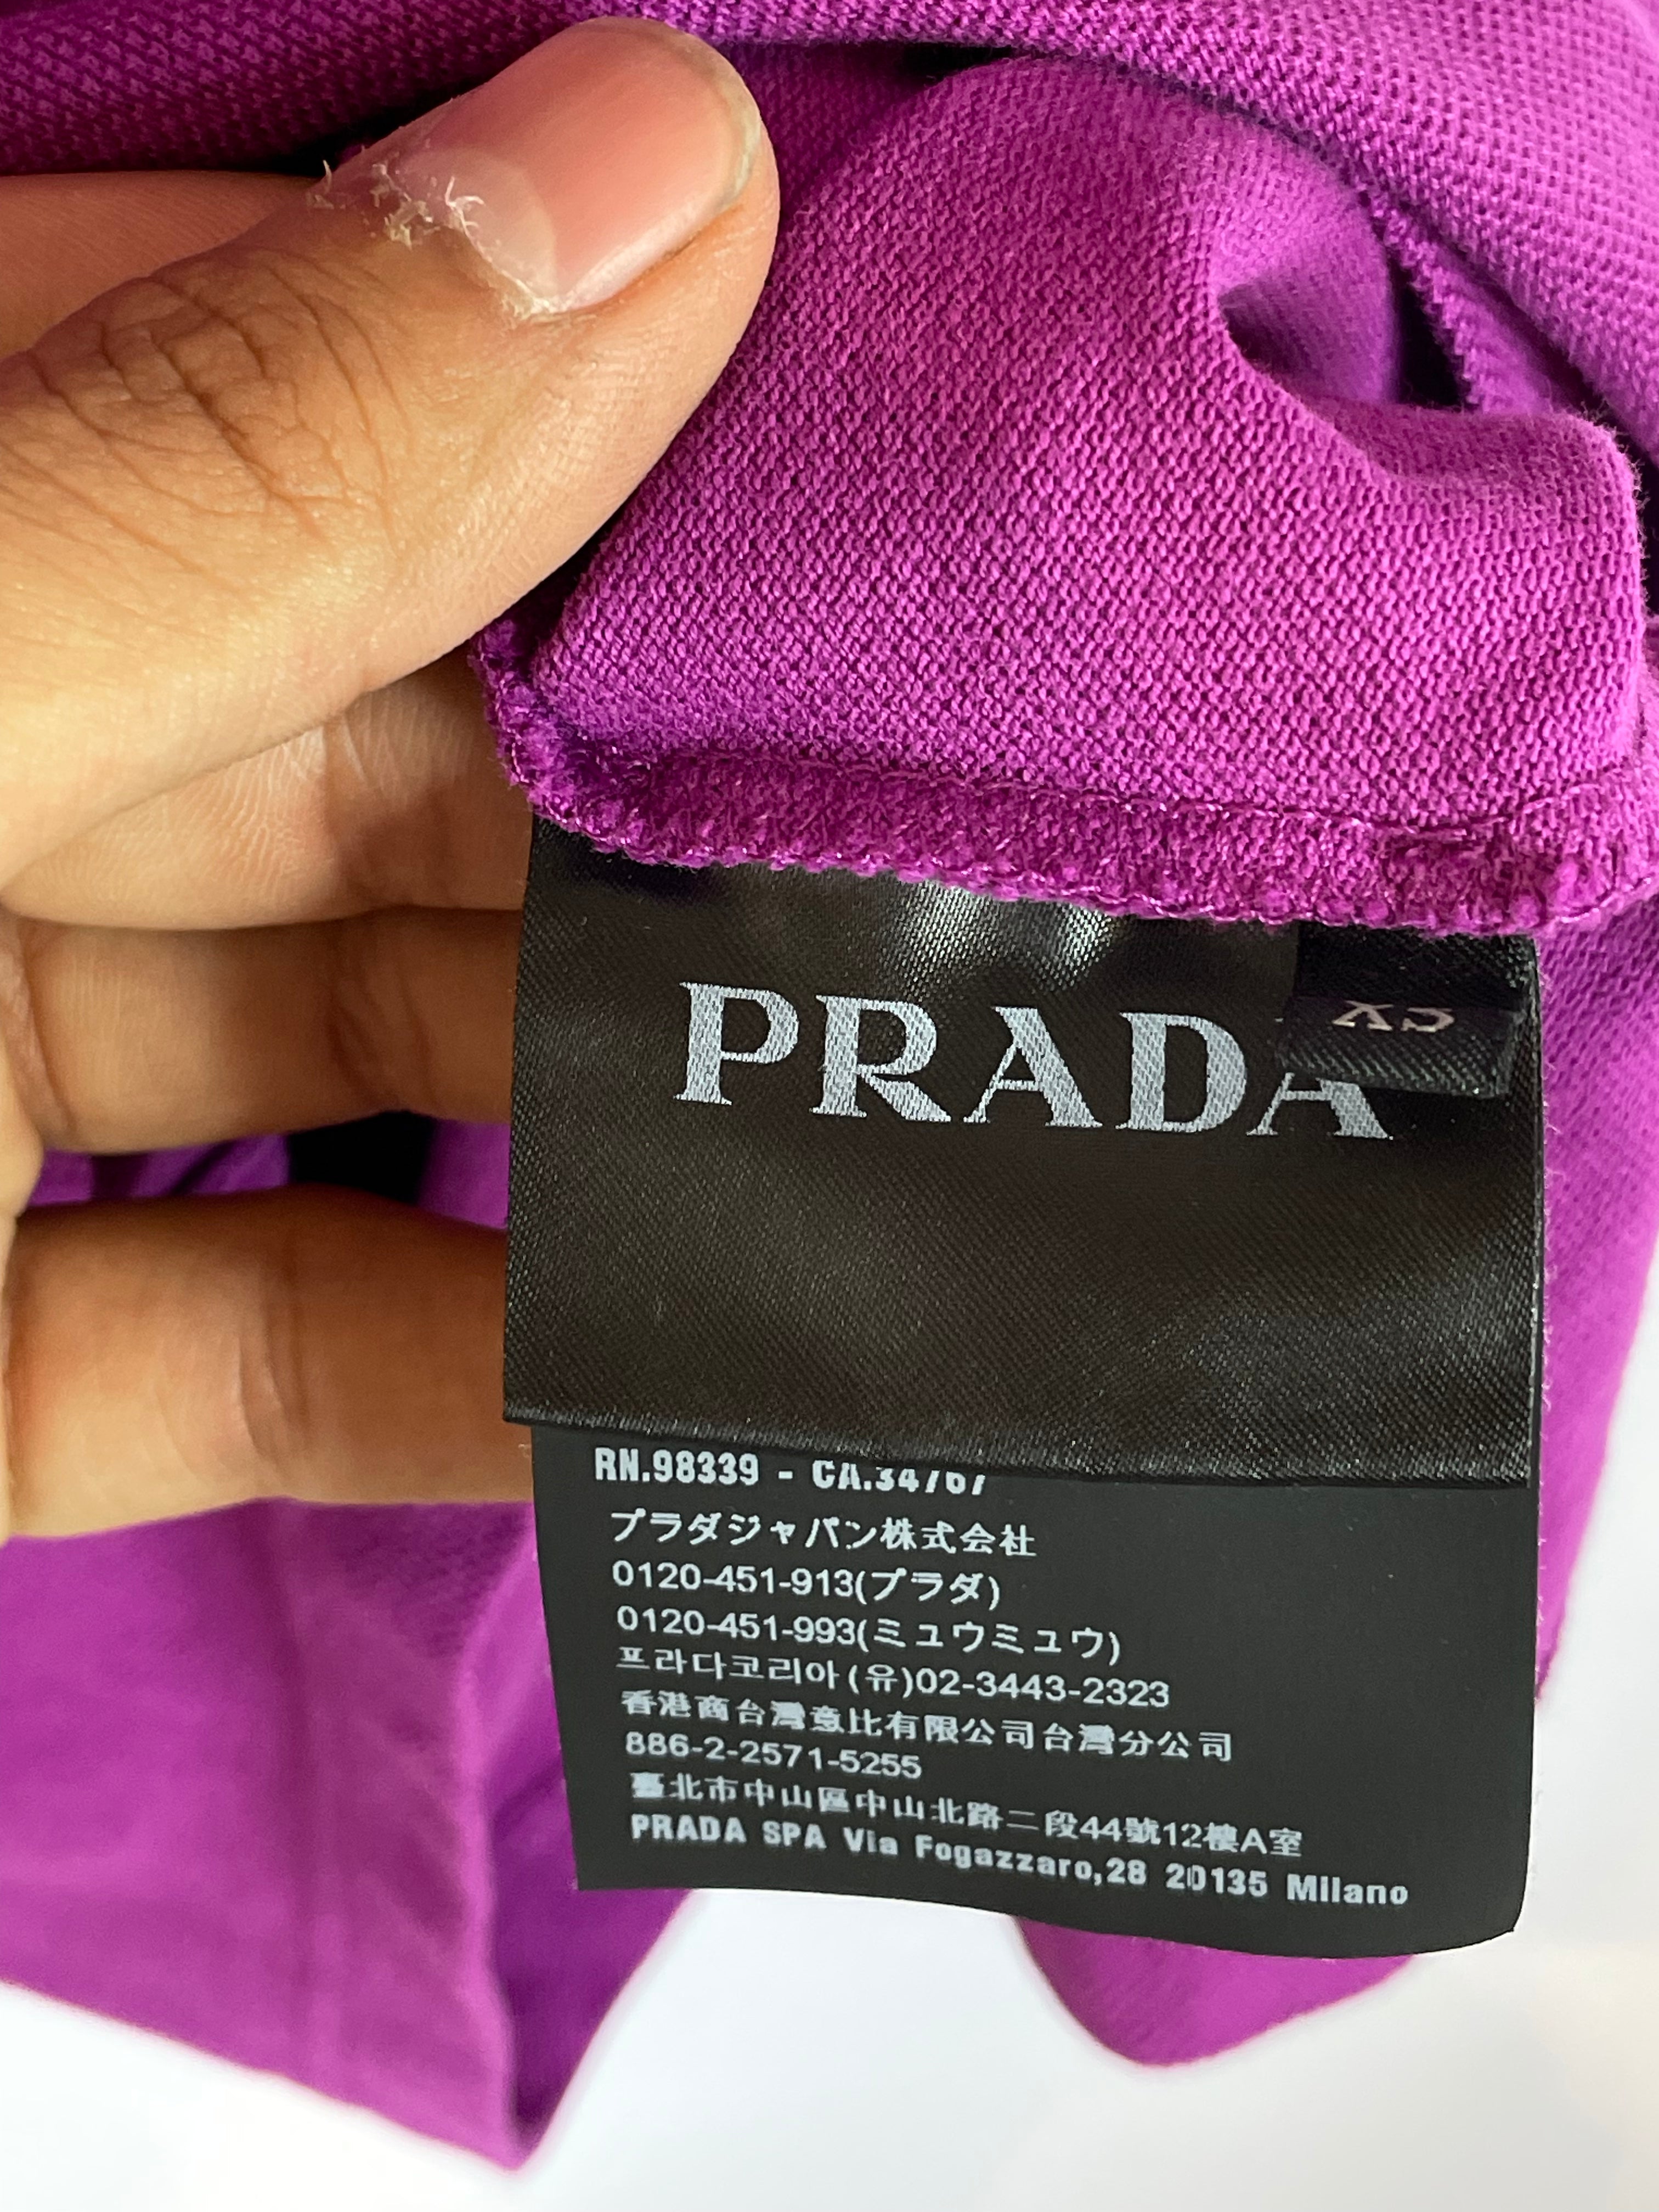 PRADA
XS
RN.98339 - CA.34767
プラダジャパン株式会社
0120-451-913(プラダ)
0120-451-993(ミュウミュウ)
프라다코리아(유)02-3443-2323
香港商台灣意比有限公司台灣分公司
886-2-2571-5255
臺北市中山區中山北路二段44號12樓A室
PRADA SPA Via Fogazzaro,28 20135 Milano